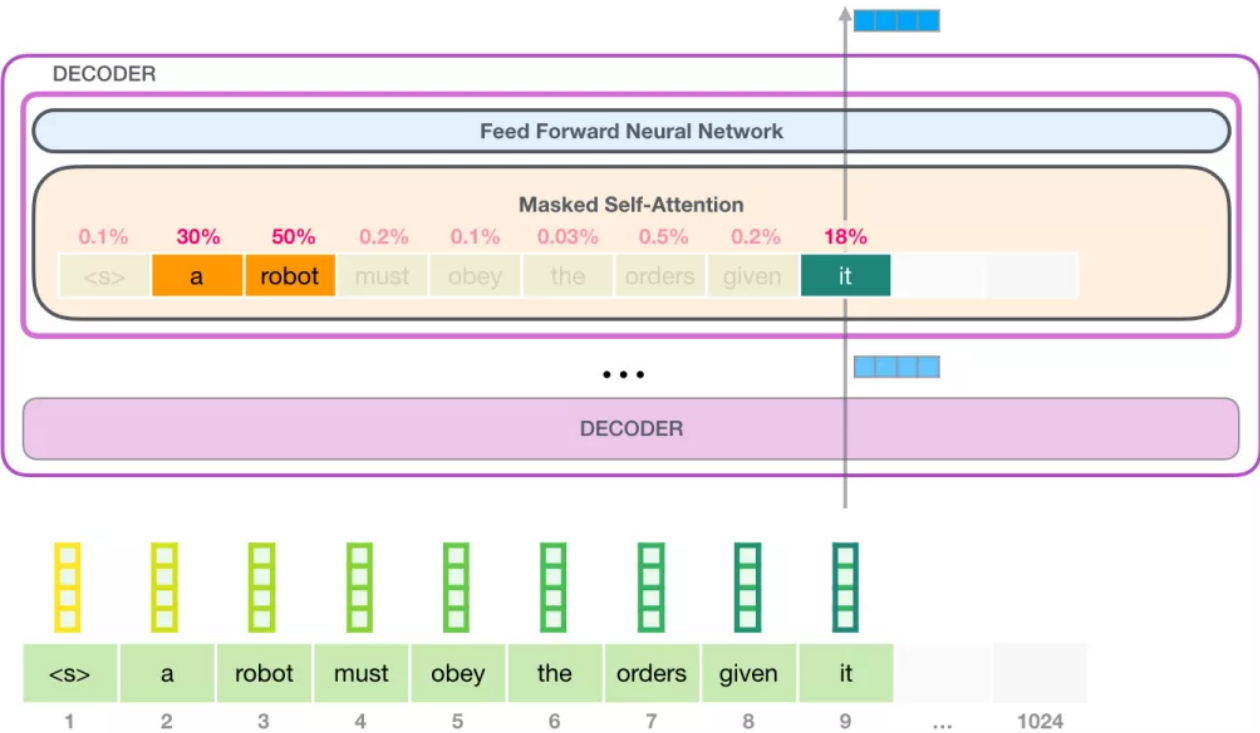 DECODER
Feed Forward Neural Network
Masked Self-Attention
0.1% 30% 50% 0.2% 0.1% 0.03% 0.5% 0.2% 18%
<s> a robot must obey the orders given it
...
DECODER
<s> a robot must obey the orders given it
1 2 3 4 5 6 7 8 9 ... 1024